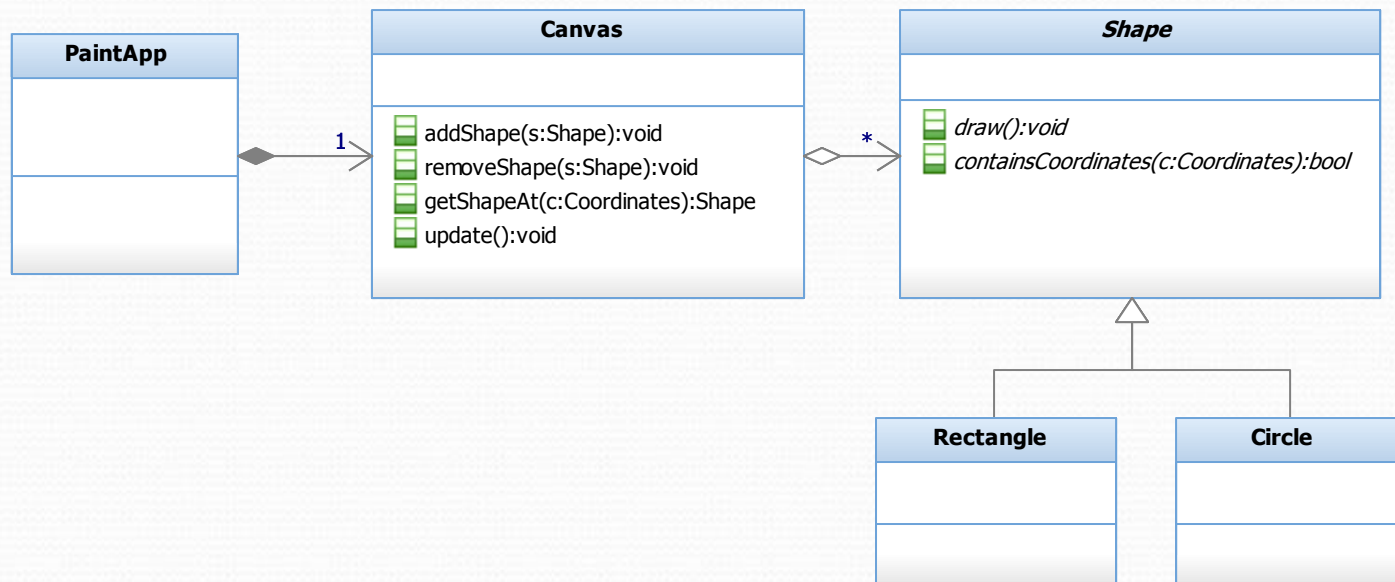 PaintApp
1
Canvas
addShape(s:Shape):void
removeShape(s:Shape):void
getShapeAt(c:Coordinates):Shape
update():void
*
Shape
draw():void
containsCoordinates(c:Coordinates):bool
Rectangle
Circle